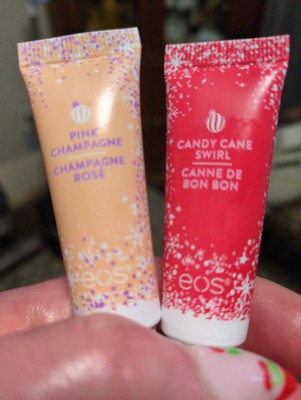 PINK
CHAMPAGNE
CHAMPAGNE
ROSÉ
eos
CANDY CANE
SWIRL
CANNE DE
BON BON
eos